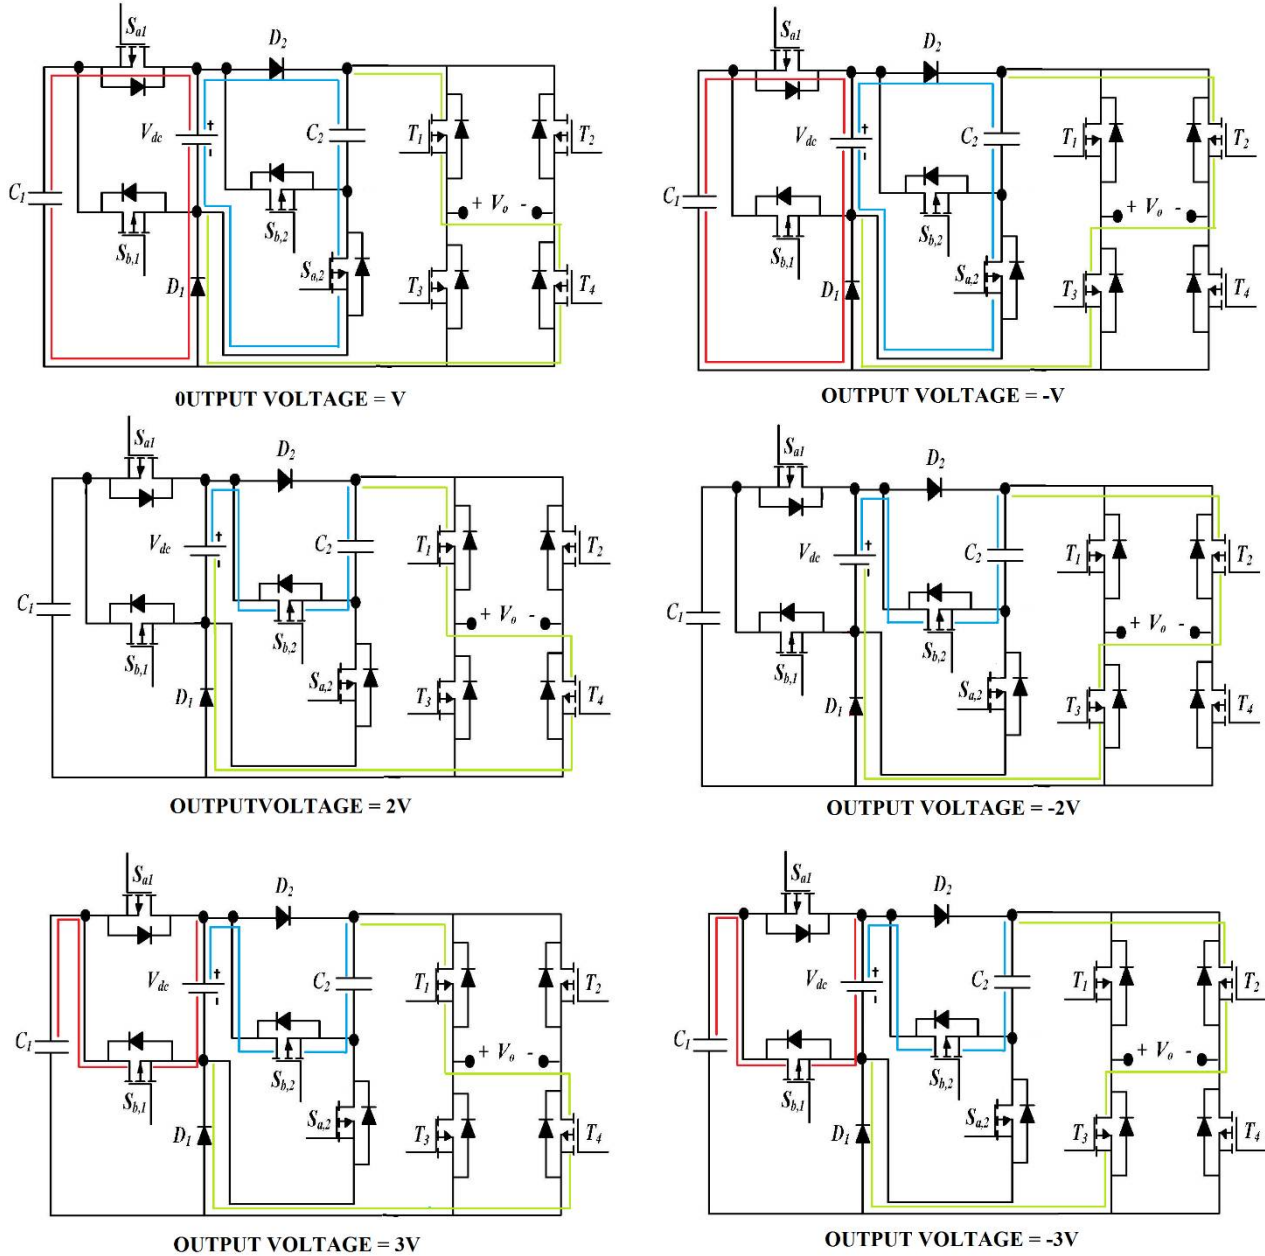 Sa1
D2
Vdc
+
-
C2
T1
T2
C1
Sb,1
Sb,2
+ Vo -
Sa,2
D1
T3
T4
0UTPUT VOLTAGE = V
Sa1
D2
Vdc
+
-
C2
T1
T2
C1
Sb,1
Sb,2
+ Vo -
Sa,2
D1
T3
T4
OUTPUT VOLTAGE = -V
Sa1
D2
Vdc
+
-
C2
T1
T2
C1
Sb,1
Sb,2
+ Vo -
Sa,2
D1
T3
T4
OUTPUTVOLTAGE = 2V
Sa1
D2
Vdc
+
-
C2
T1
T2
C1
Sb,1
Sb,2
+ Vo -
Sa,2
D1
T3
T4
OUTPUT VOLTAGE = -2V
Sa1
D2
Vdc
+
-
C2
T1
T2
C1
Sb,1
Sb,2
+ Vo -
Sa,2
D1
T3
T4
OUTPUT VOLTAGE = 3V
Sa1
D2
Vdc
+
-
C2
T1
T2
C1
Sb,1
Sb,2
+ Vo -
Sa,2
D1
T3
T4
OUTPUT VOLTAGE = -3V